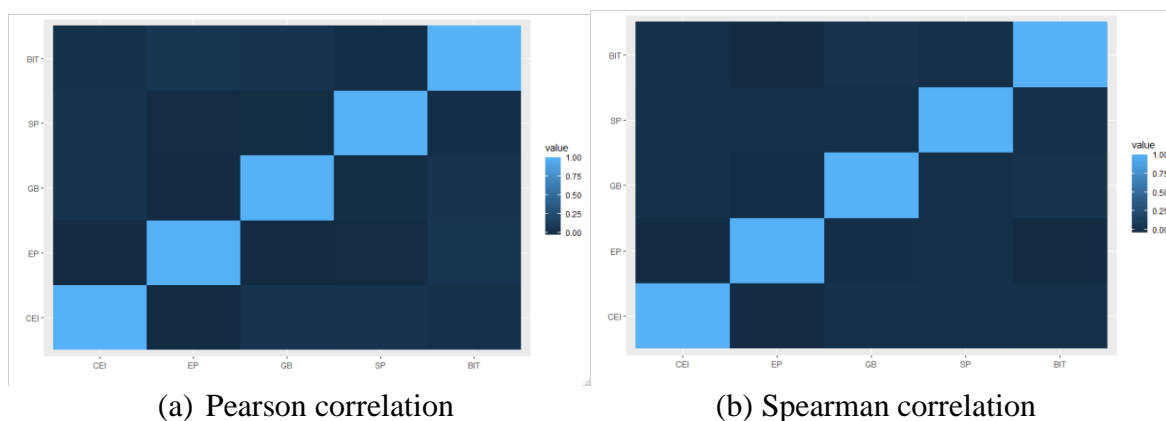 BIT
SP
GB
EP
CEI
CEI EP GB SP BIT
value
1.00
0.75
0.50
0.25
0.00
(a) Pearson correlation
BIT
SP
GB
EP
CEI
CEI EP GB SP BIT
value
1.00
0.75
0.50
0.25
0.00
(b) Spearman correlation